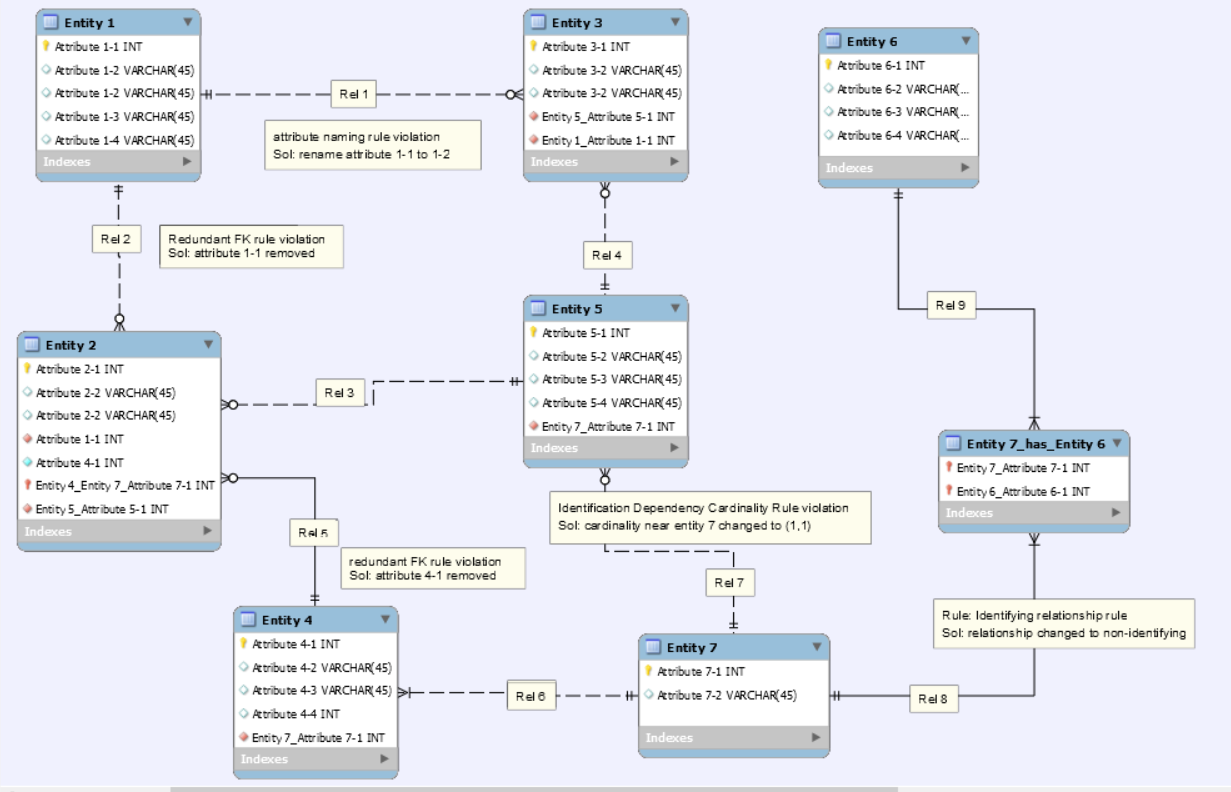 Entity 1
Attribute 1-1 INT
Attribute 1-2 VARCHAR(45)
Attribute 1-2 VARCHAR(45)
Attribute 1-3 VARCHAR(45)
Attribute 1-4 VARCHAR(45)
Indexes
Rel 1
attribute naming rule violation
Sol: rename attribute 1-1 to 1-2
Entity 3
Attribute 3-1 INT
Attribute 3-2 VARCHAR(45)
Attribute 3-2 VARCHAR(45)
Entity 5_Attribute 5-1 INT
Entity 1_Attribute 1-1 INT
Indexes
Entity 6
Attribute 6-1 INT
Attribute 6-2 VARCHAR(...
Attribute 6-3 VARCHAR(...
Attribute 6-4 VARCHAR(...
Indexes
Rel 2
Redundant FK rule violation
Sol: attribute 1-1 removed
Rel 4
Rel 9
Entity 2
Attribute 2-1 INT
Attribute 2-2 VARCHAR(45)
Attribute 2-2 VARCHAR(45)
Attribute 1-1 INT
Attribute 4-1 INT
Entity 4_Entity 7_Attribute 7-1 INT
Entity 5_Attribute 5-1 INT
Indexes
Rel 3
Entity 5
Attribute 5-1 INT
Attribute 5-2 VARCHAR(45)
Attribute 5-3 VARCHAR(45)
Attribute 5-4 VARCHAR(45)
Entity 7_Attribute 7-1 INT
Indexes
Entity 7_has_Entity 6
Entity 7_Attribute 7-1 INT
Entity 6_Attribute 6-1 INT
Indexes
Identification Dependency Cardinality Rule violation
Sol: cardinality near entity 7 changed to (1,1)
Rel 5
redundant FK rule violation
Sol: attribute 4-1 removed
Rel 7
Rule: Identifying relationship rule
Sol: relationship changed to non-identifying
Entity 4
Attribute 4-1 INT
Attribute 4-2 VARCHAR(45)
Attribute 4-3 VARCHAR(45)
Attribute 4-4 INT
Entity 7_Attribute 7-1 INT
Indexes
Rel 6
Entity 7
Attribute 7-1 INT
Attribute 7-2 VARCHAR(45)
Indexes
Rel 8